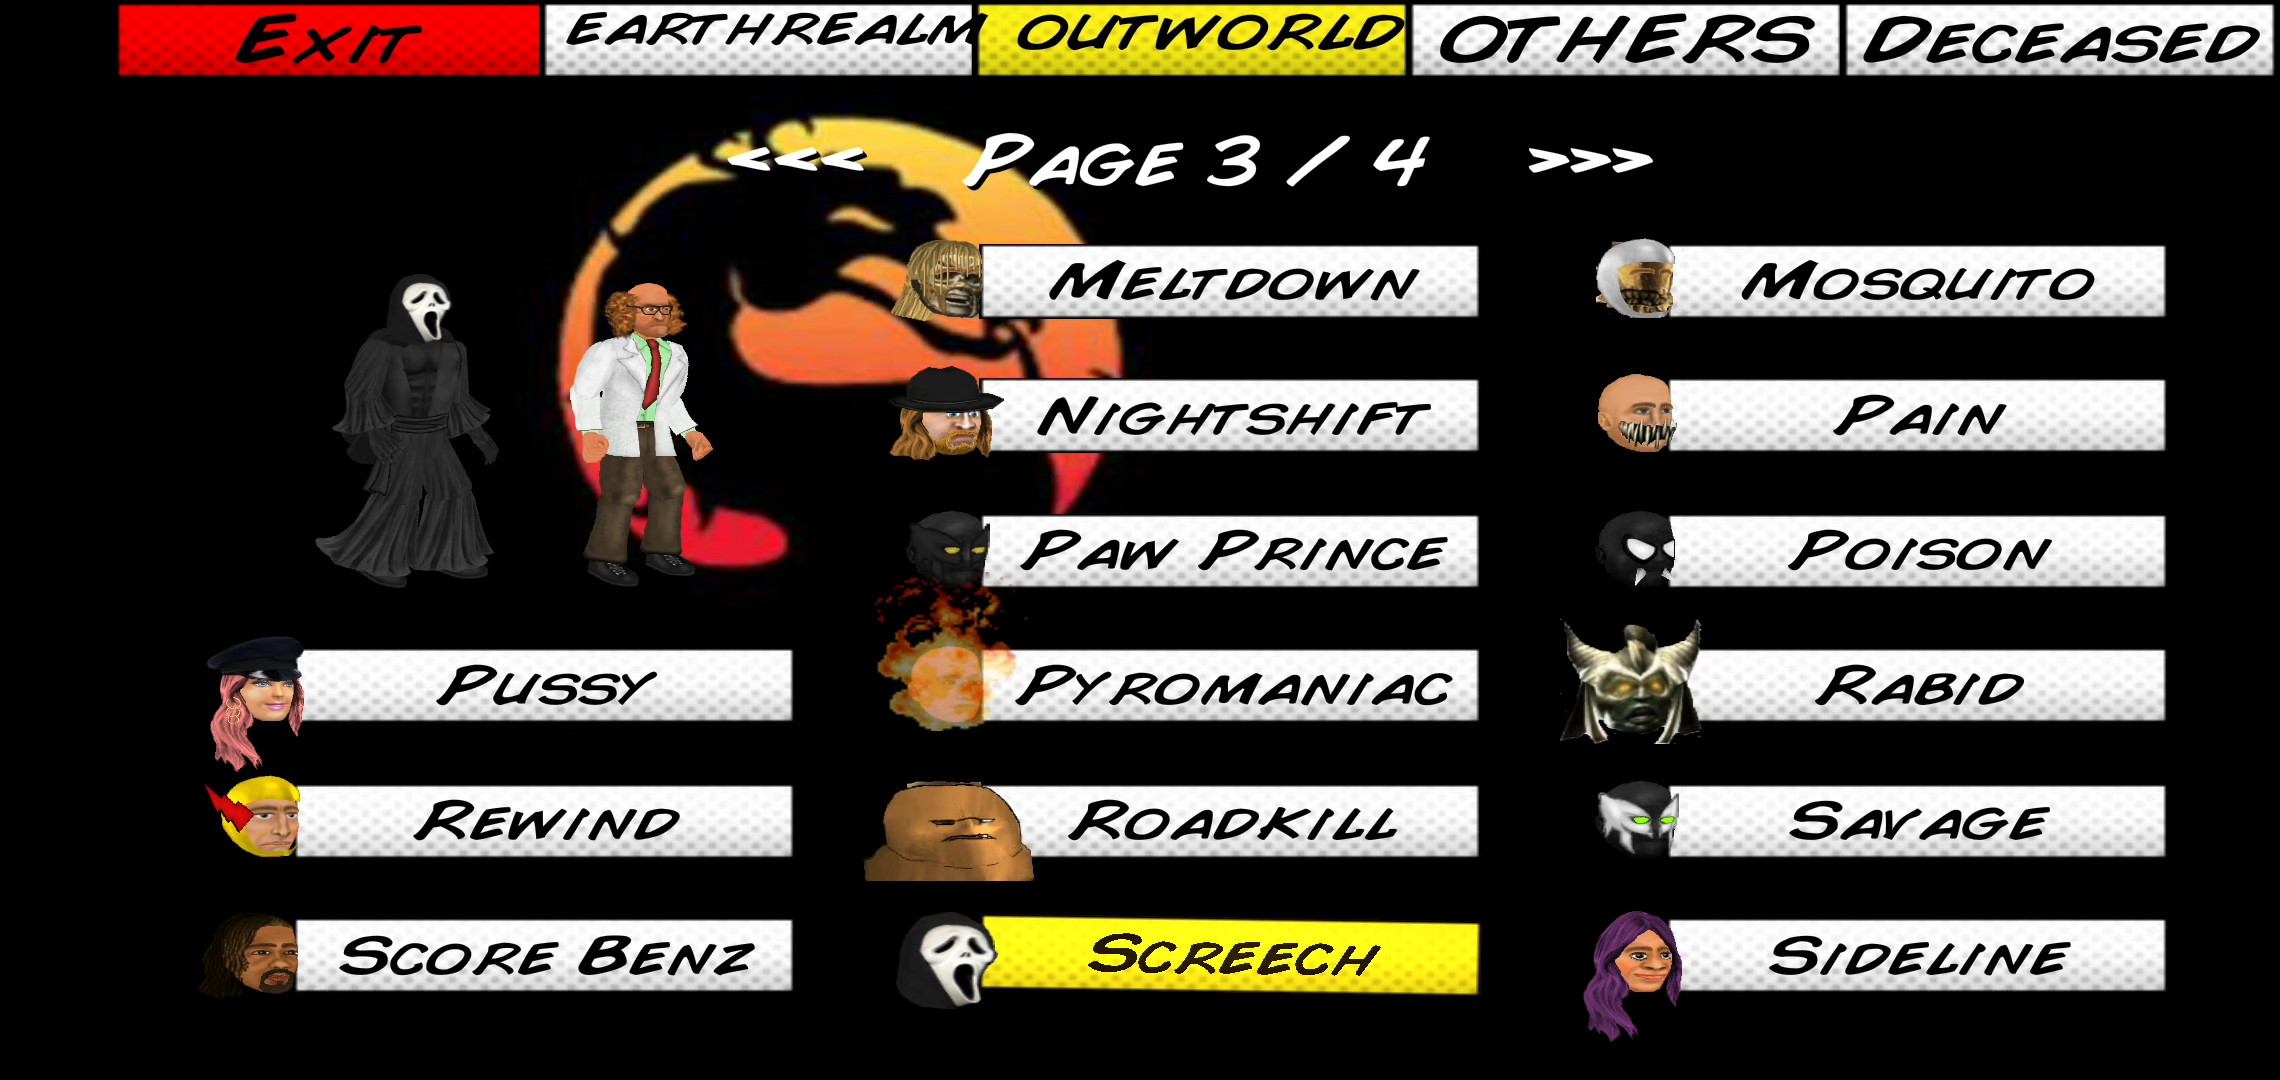 EXIT
EARTHREALM
OUTWORLD
OTHERS
DECEASED
<<< PAGE 3 / 4 >>>
MELTDOWN
MOSQUITO
NIGHTSHIFT
PAIN
PAW PRINCE
POISON
PUSSY
PYROMANIAC
RABID
REWIND
ROADKILL
SAVAGE
SCORE BENZ
SCREECH
SIDELINE